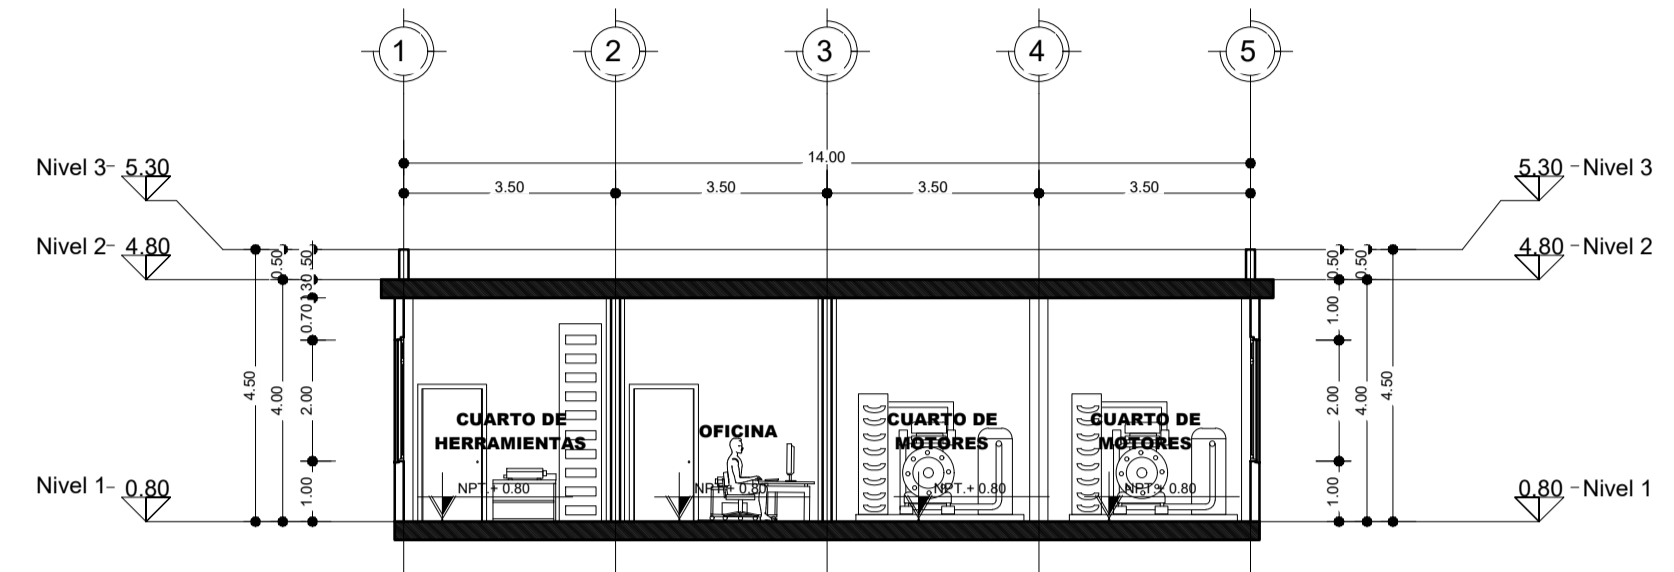 1 2 3 4 5
14.00
3.50 3.50 3.50 3.50
Nivel 3 5.30
5.30 Nivel 3
Nivel 2 4.80
4.80 Nivel 2
0.50
.50
.30
0.70
4.50
4.00
2.00
1.00
0.50
0.50
1.00
2.00
4.00
4.50
1.00
CUARTO DE
HERRAMIENTAS
OFICINA
CUARTO DE
MOTORES
CUARTO DE
MOTORES
NPT.+ 0.80
NPT.+ 0.80
NPT.+ 0.80
NPT.+ 0.80
Nivel 1 0.80
0.80 Nivel 1